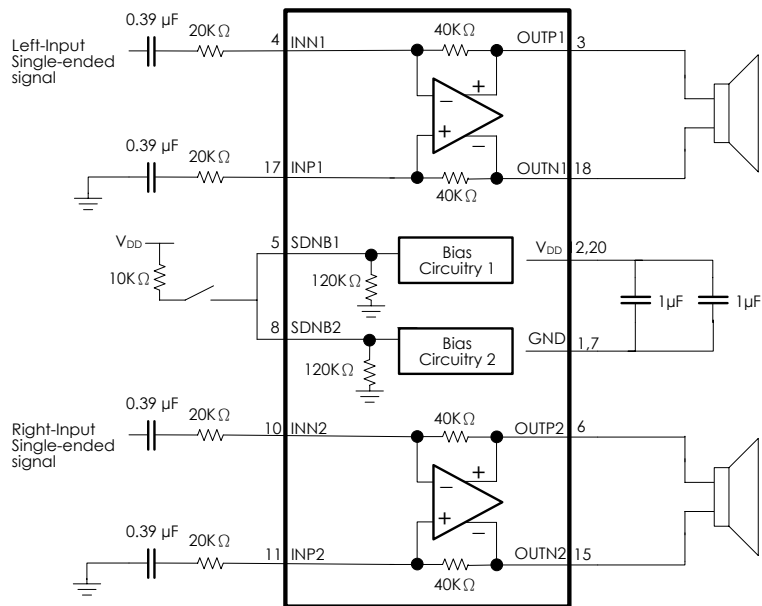 0.39 µF
20KΩ
Left-Input
Single-ended
signal
4
INN1
40KΩ
OUTP1
3
−
+
+
−
0.39 µF
20KΩ
17
INP1
40KΩ
OUTN1
18
VDD
10KΩ
5
SDNB1
120KΩ
Bias
Circuitry 1
VDD
2,20
1µF
1µF
8
SDNB2
120KΩ
Bias
Circuitry 2
GND
1,7
0.39 µF
20KΩ
Right-Input
Single-ended
signal
10
INN2
40KΩ
OUTP2
6
−
+
+
−
0.39 µF
20KΩ
11
INP2
40KΩ
OUTN2
15